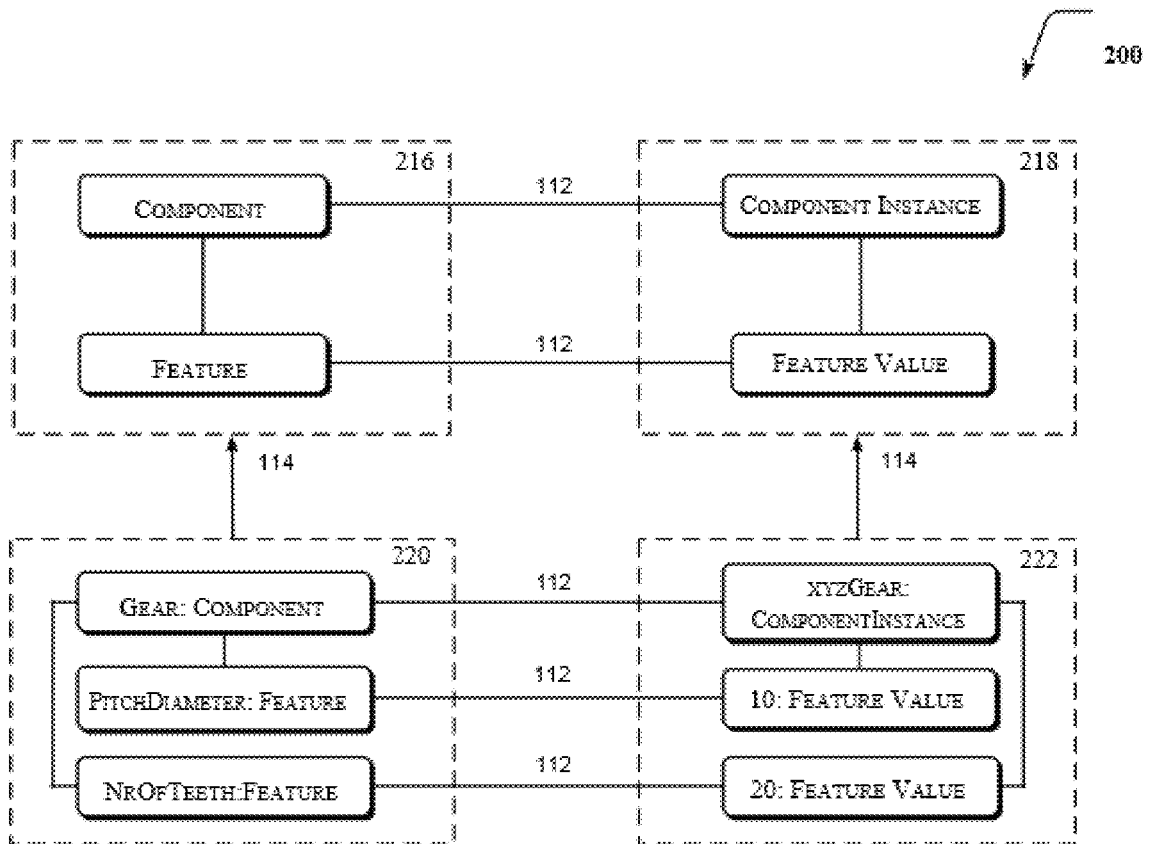 200
216
218
112
COMPONENT
COMPONENT INSTANCE
112
FEATURE
FEATURE VALUE
114
114
220
222
112
GEAR: COMPONENT
XYZGEAR:
COMPONENTINSTANCE
112
PITCHDIAMETER: FEATURE
10: FEATURE VALUE
112
NROFTEETH:FEATURE
20: FEATURE VALUE